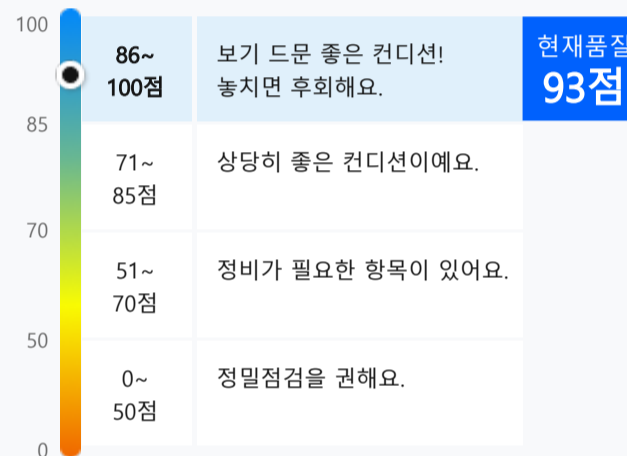 100
85
70
50
0
86~
100점
보기 드문 좋은 컨디션!
놓치면 후회해요.
현재품질
93점
71~
85점
상당히 좋은 컨디션이예요.
51~
70점
정비가 필요한 항목이 있어요.
0~
50점
정밀점검을 권해요.